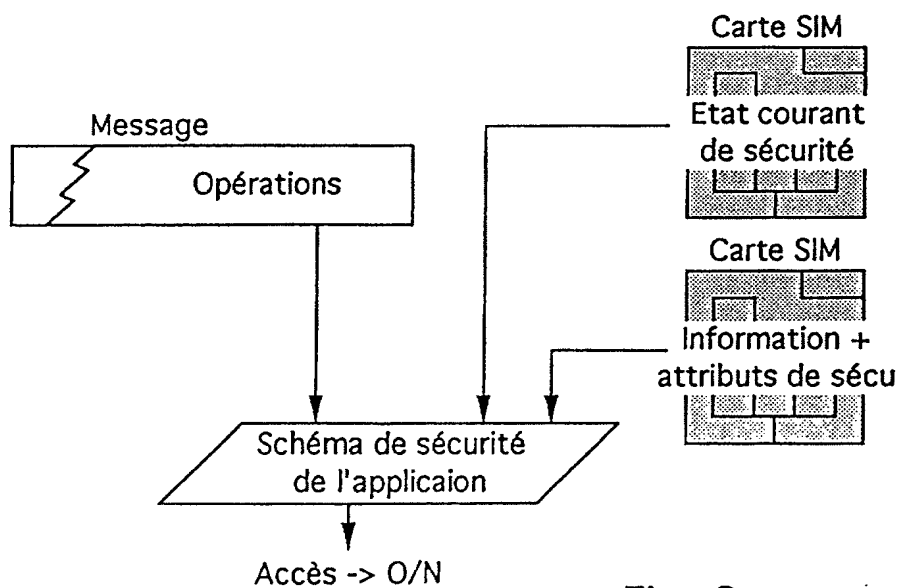 Carte SIM
Message
Opérations
Etat courant
de sécurité
Carte SIM
Information +
attributs de sécu
Schéma de sécurité
de l'applicaion
Accès -> O/N